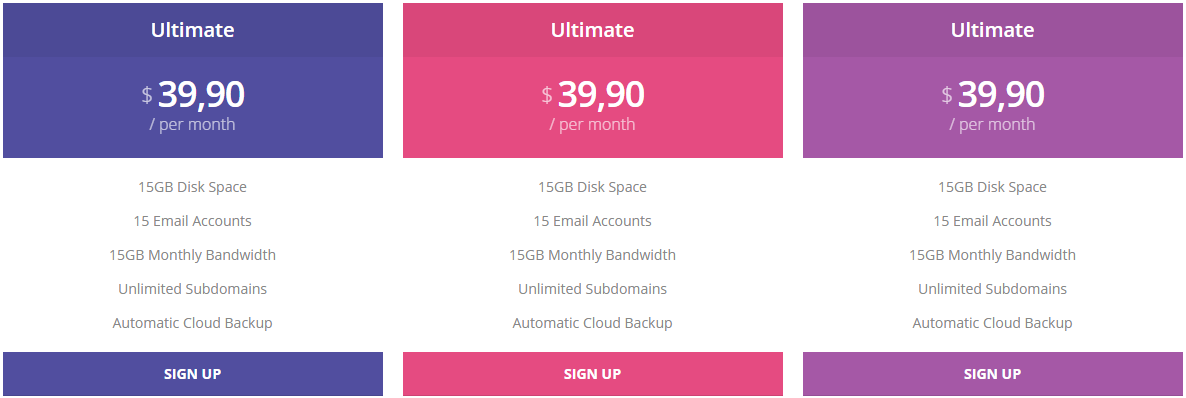 Ultimate
$ 39,90
/ per month
15GB Disk Space
15 Email Accounts
15GB Monthly Bandwidth
Unlimited Subdomains
Automatic Cloud Backup
SIGN UP
Ultimate
$ 39,90
/ per month
15GB Disk Space
15 Email Accounts
15GB Monthly Bandwidth
Unlimited Subdomains
Automatic Cloud Backup
SIGN UP
Ultimate
$ 39,90
/ per month
15GB Disk Space
15 Email Accounts
15GB Monthly Bandwidth
Unlimited Subdomains
Automatic Cloud Backup
SIGN UP